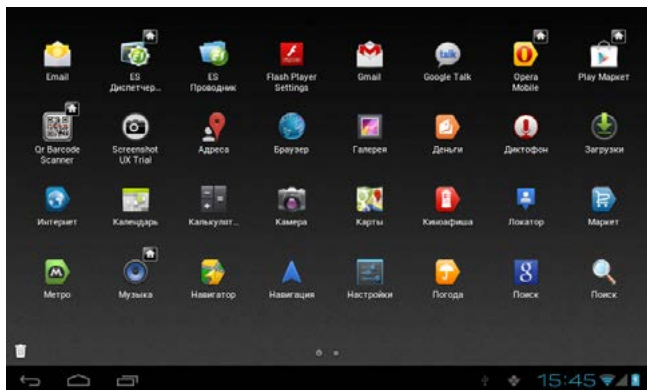 Email
ES Диспетчер...
ES Проводник
Flash Player Settings
Gmail
talk
Google Talk
Opera Mobile
Play Маркет
Qr Barcode Scanner
Screenshot UX Trial
Адреса
Браузер
Галерея
Деньги
Диктофон
Загрузки
Интернет
Календарь
Калькулят...
Камера
Карты
Киноафиша
Локатор
Маркет
Метро
Музыка
Навигатор
Навигация
Настройки
Погода
Поиск
Поиск
15:45